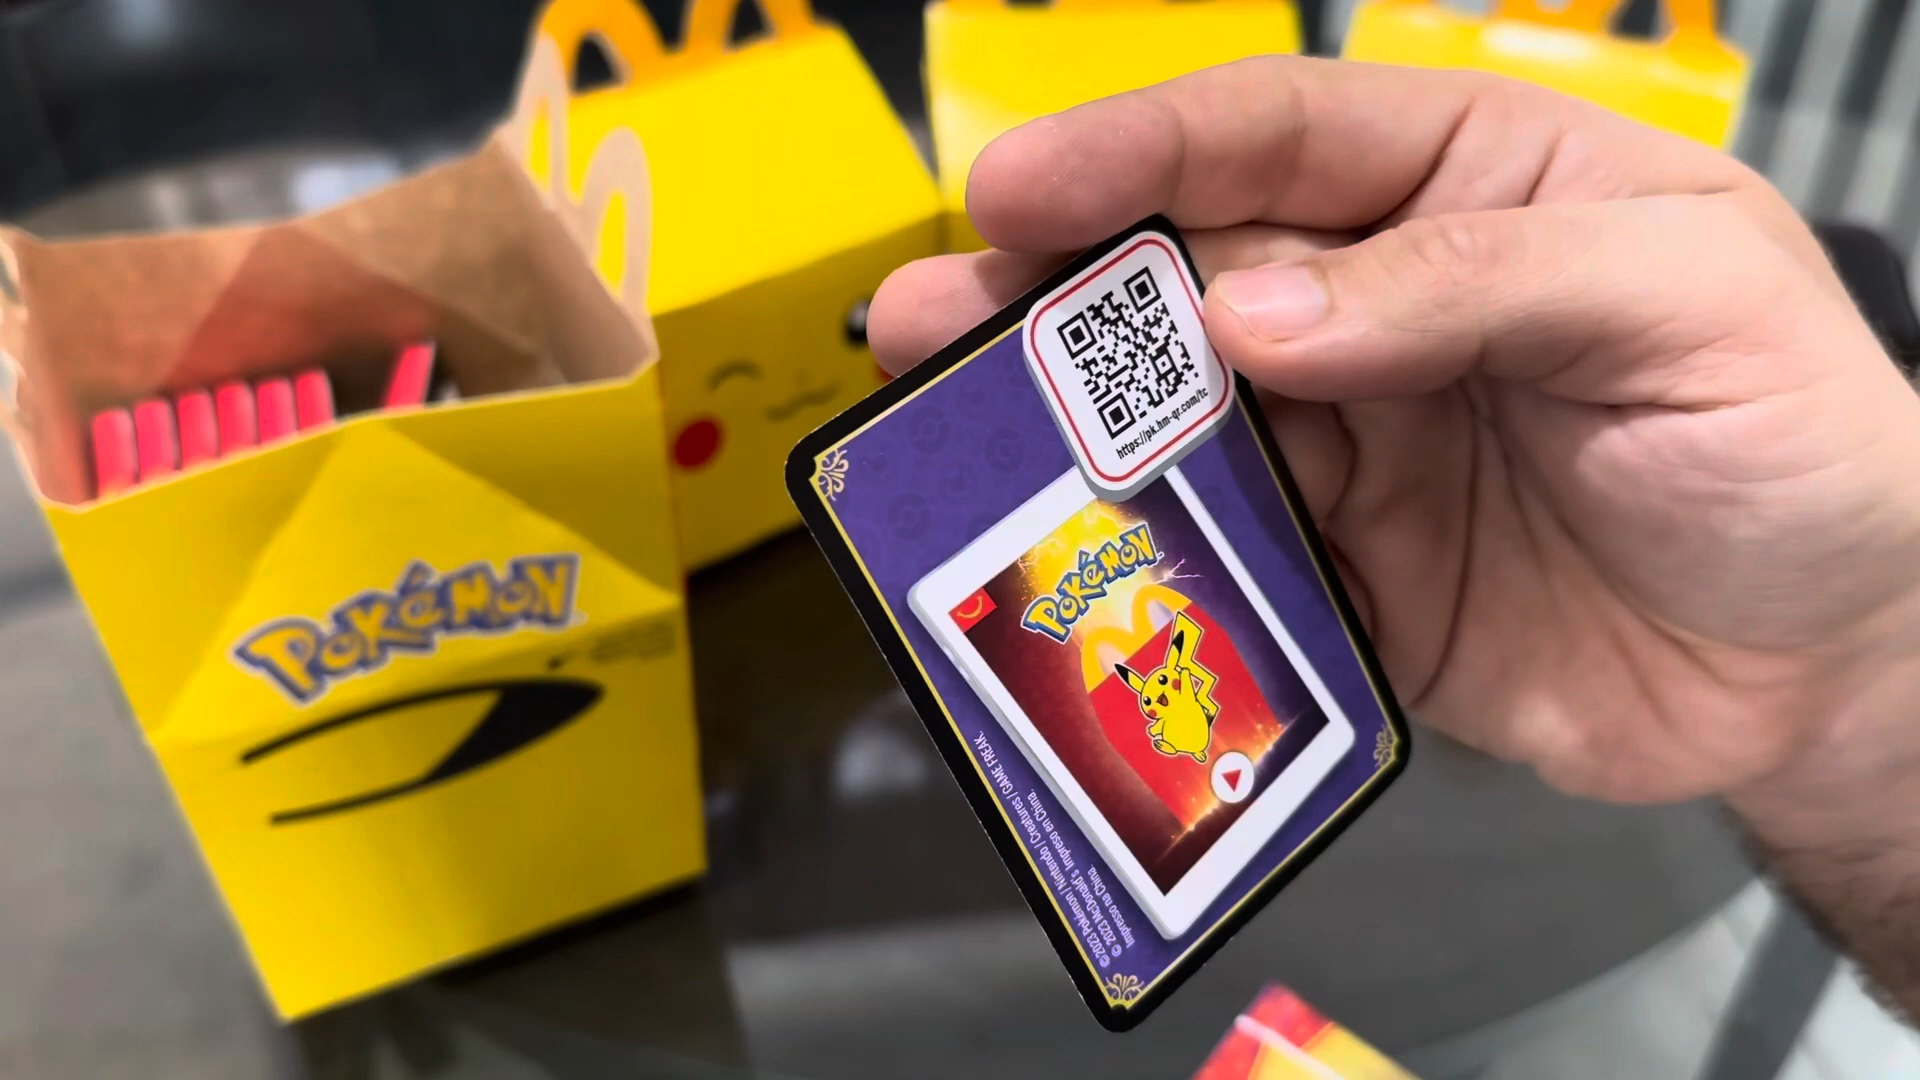 https://pk.hm-qr.com/tc
POKÉMON
©2023 Pokémon / Nintendo / Creatures / GAME FREAK.
© 2023 McDonald's Impreso en China.
Impresso na China.
POKÉMON